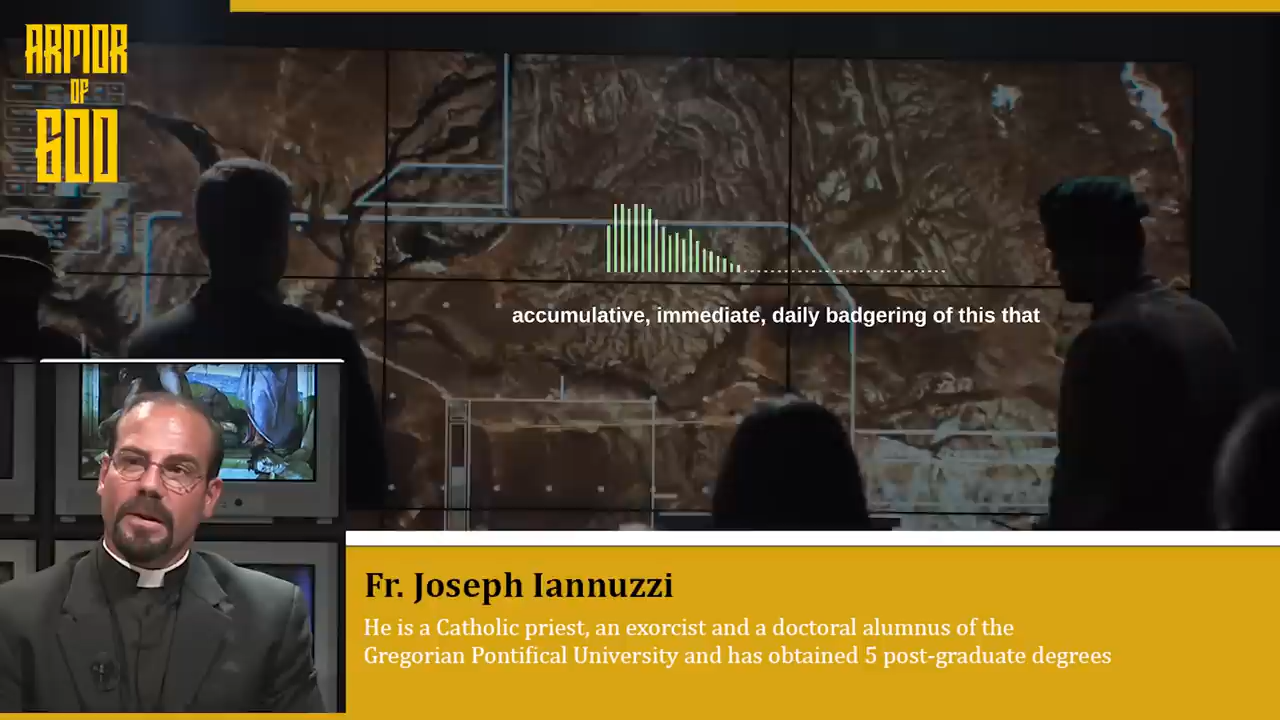 ARMOR
OF
GOD
accumulative, immediate, daily badgering of this that
Fr. Joseph Iannuzzi
He is a Catholic priest, an exorcist and a doctoral alumnus of the
Gregorian Pontifical University and has obtained 5 post-graduate degrees